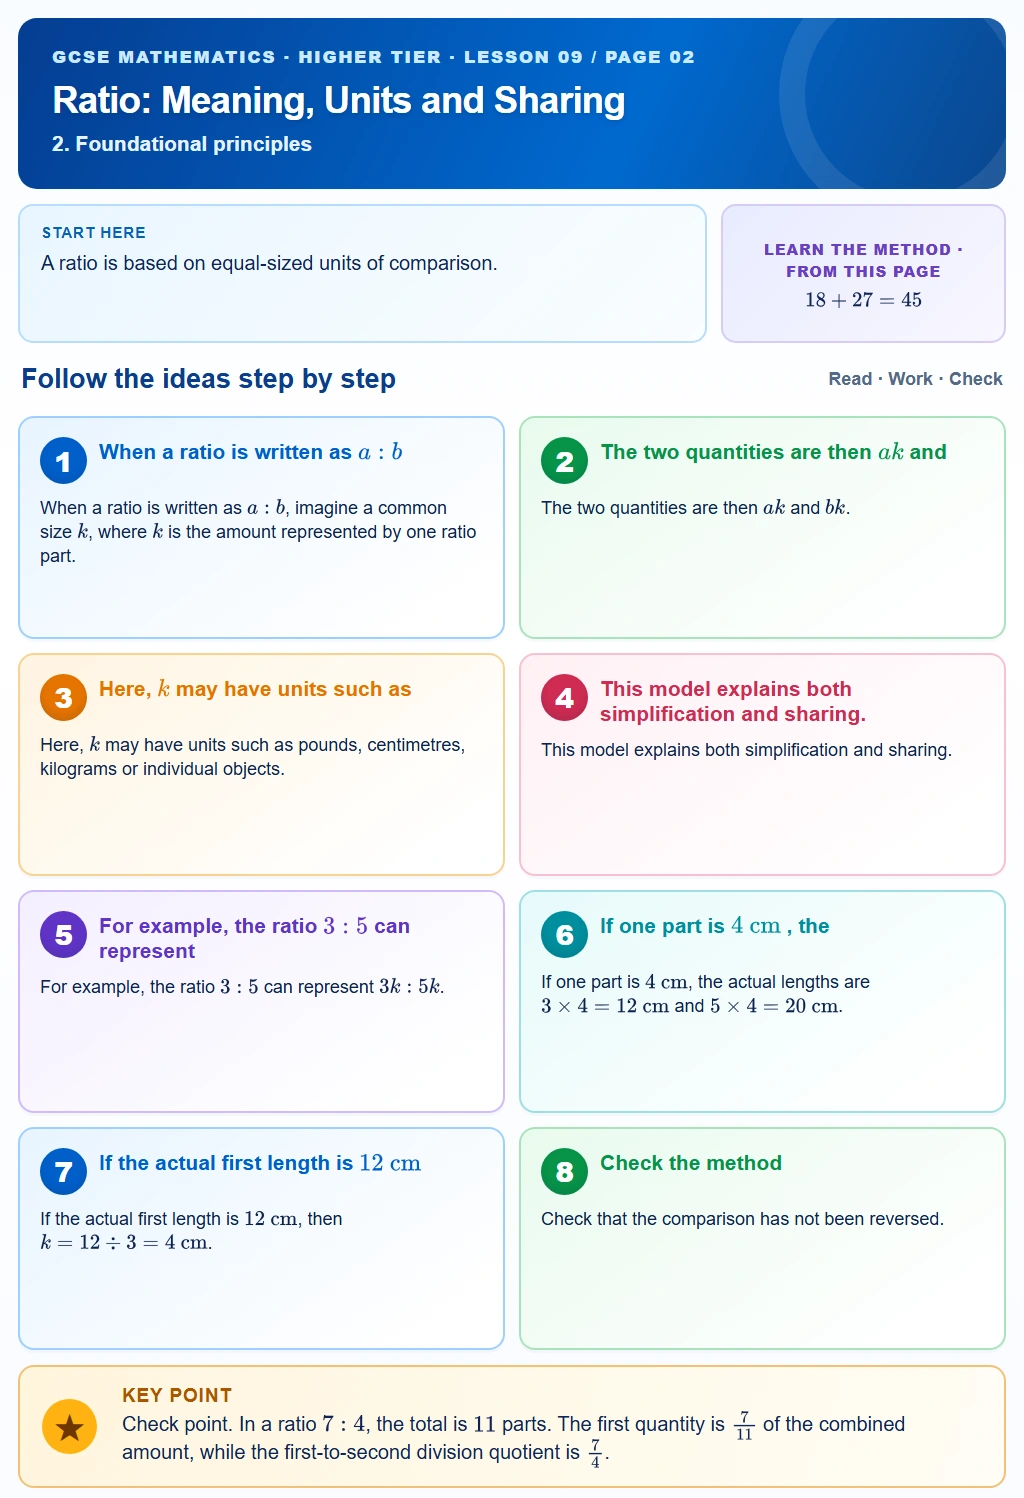 GCSE MATHEMATICS · HIGHER TIER · LESSON 09 / PAGE 02
Ratio: Meaning, Units and Sharing
2. Foundational principles
START HERE
A ratio is based on equal-sized units of comparison.
LEARN THE METHOD ·
FROM THIS PAGE
18 + 27 = 45
Follow the ideas step by step
Read · Work · Check
1
When a ratio is written as a : b
When a ratio is written as a : b, imagine a common
size k, where k is the amount represented by one ratio
part.
2
The two quantities are then ak and
The two quantities are then ak and bk.
3
Here, k may have units such as
Here, k may have units such as pounds, centimetres,
kilograms or individual objects.
4
This model explains both
simplification and sharing.
This model explains both simplification and sharing.
5
For example, the ratio 3 : 5 can
represent
For example, the ratio 3 : 5 can represent 3k : 5k.
6
If one part is 4 cm , the
If one part is 4 cm, the actual lengths are
3 × 4 = 12 cm and 5 × 4 = 20 cm.
7
If the actual first length is 12 cm
If the actual first length is 12 cm, then
k = 12 ÷ 3 = 4 cm.
8
Check the method
Check that the comparison has not been reversed.
KEY POINT
Check point. In a ratio 7 : 4, the total is 11 parts. The first quantity is 7/11 of the combined
amount, while the first-to-second division quotient is 7/4.